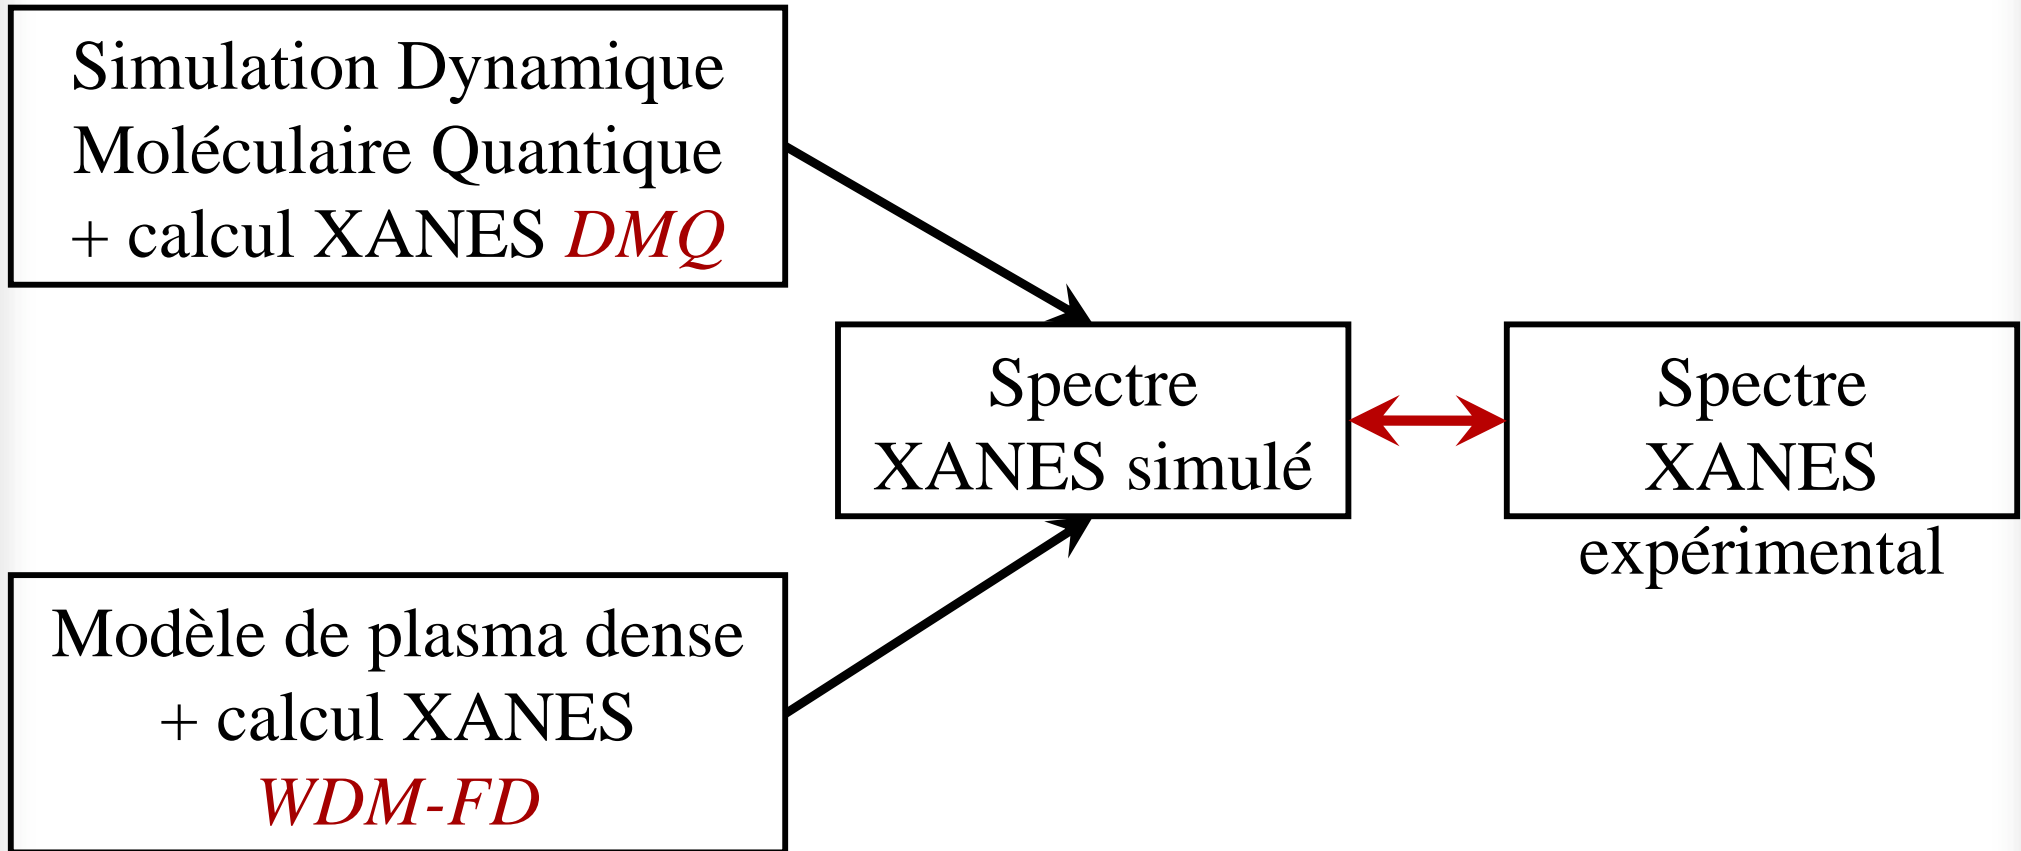 Simulation Dynamique
Moléculaire Quantique
+ calcul XANES DMQ
Spectre
XANES simulé
Spectre
XANES
expérimental
Modèle de plasma dense
+ calcul XANES
WDM-FD